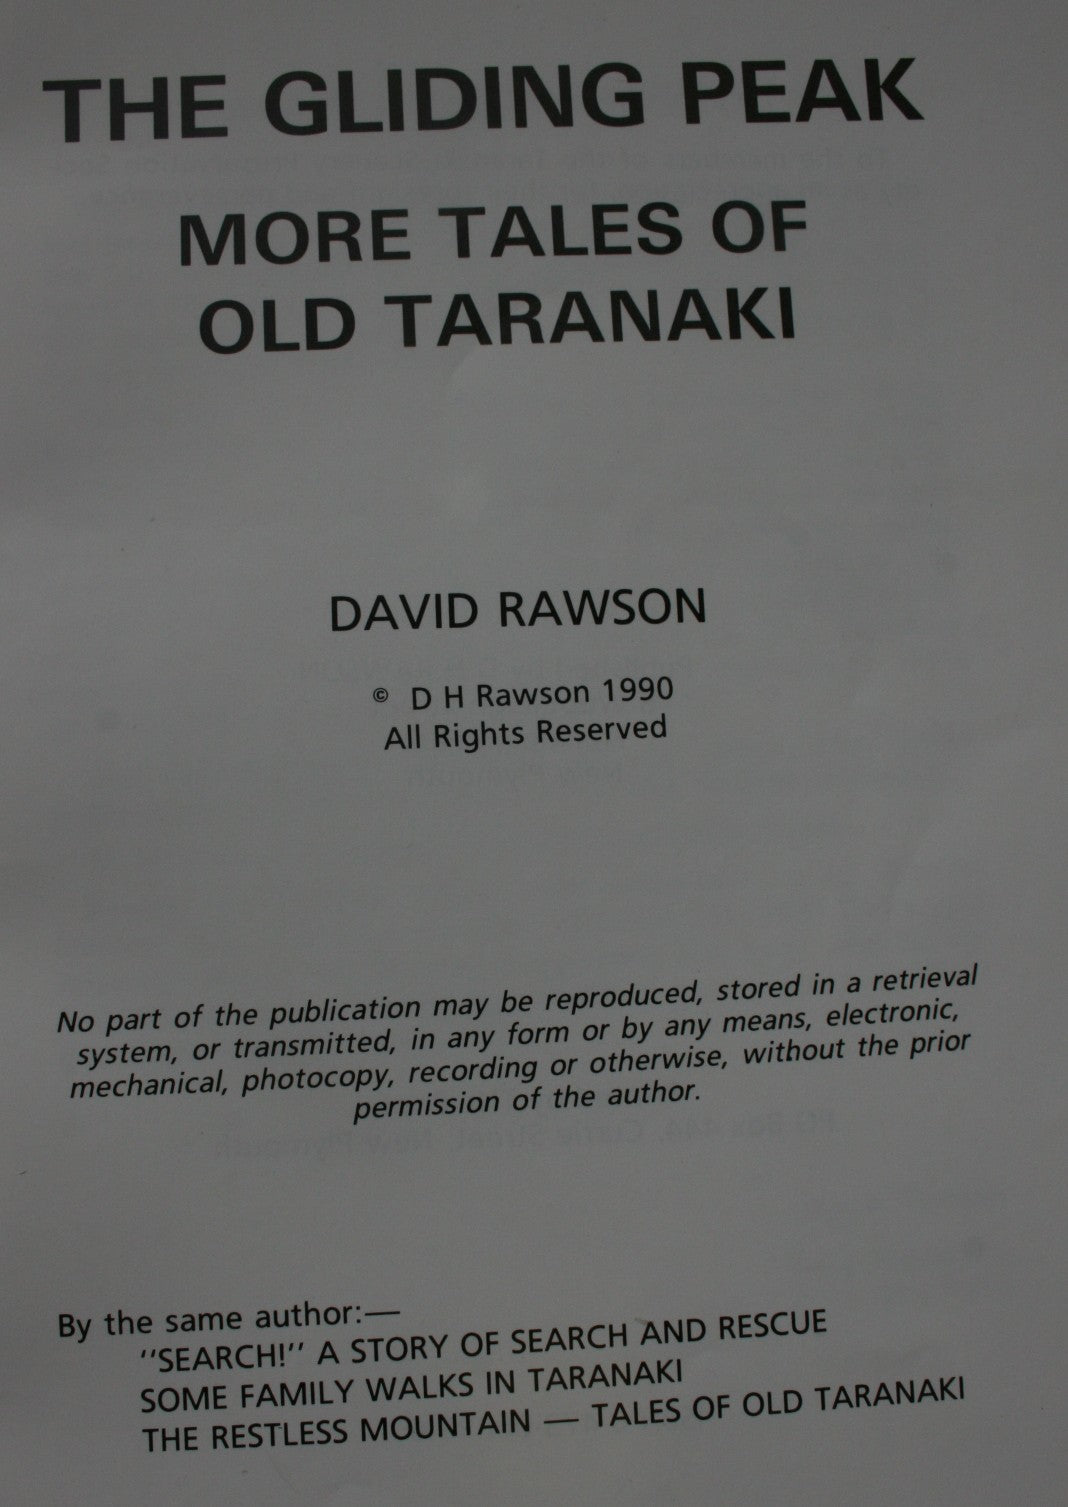 THE GLIDING PEAK
MORE TALES OF
OLD TARANAKI
DAVID RAWSON
© D H Rawson 1990
All Rights Reserved
No part of the publication may be reproduced, stored in a retrieval
system, or transmitted, in any form or by any means, electronic,
mechanical, photocopy, recording or otherwise, without the prior
permission of the author.
By the same author:—
''SEARCH!'' A STORY OF SEARCH AND RESCUE
SOME FAMILY WALKS IN TARANAKI
THE RESTLESS MOUNTAIN — TALES OF OLD TARANAKI